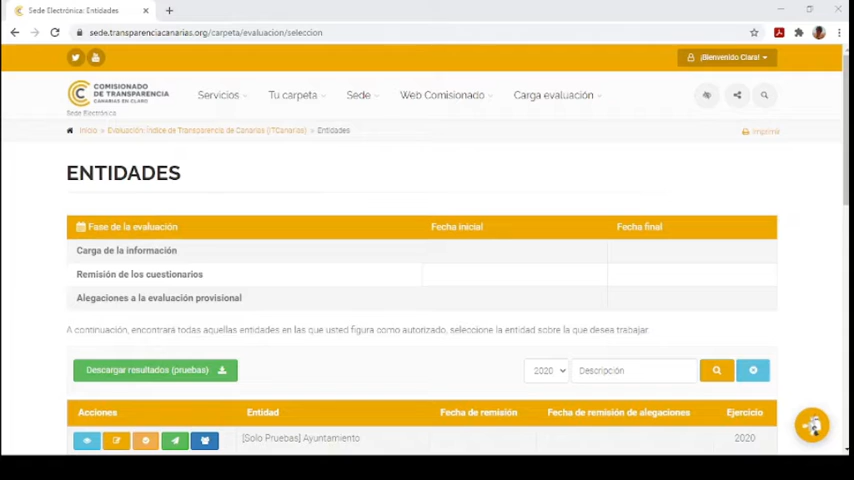 Sede Electrónica: Entidades
sede.transparenciacanarias.org/carpeta/evaluacion/seleccion
¡Bienvenido Clara!
COMISIONADO
DE TRANSPARENCIA
CANARIAS EN CLARO
Sede Electrónica
Servicios
Tu carpeta
Sede
Web Comisionado
Carga evaluación
Inicio » Evaluación: Índice de Transparencia de Canarias (ITCanarias) » Entidades
Imprimir
ENTIDADES
Fase de la evaluación Fecha inicial Fecha final
Carga de la información
Remisión de los cuestionarios
Alegaciones a la evaluación provisional
A continuación, encontrará todas aquellas entidades en las que usted figura como autorizado, seleccione la entidad sobre la que desea trabajar.
Descargar resultados (pruebas) 2020 Descripción
Acciones Entidad Fecha de remisión Fecha de remisión de alegaciones Ejercicio
[Solo Pruebas] Ayuntamiento 2020